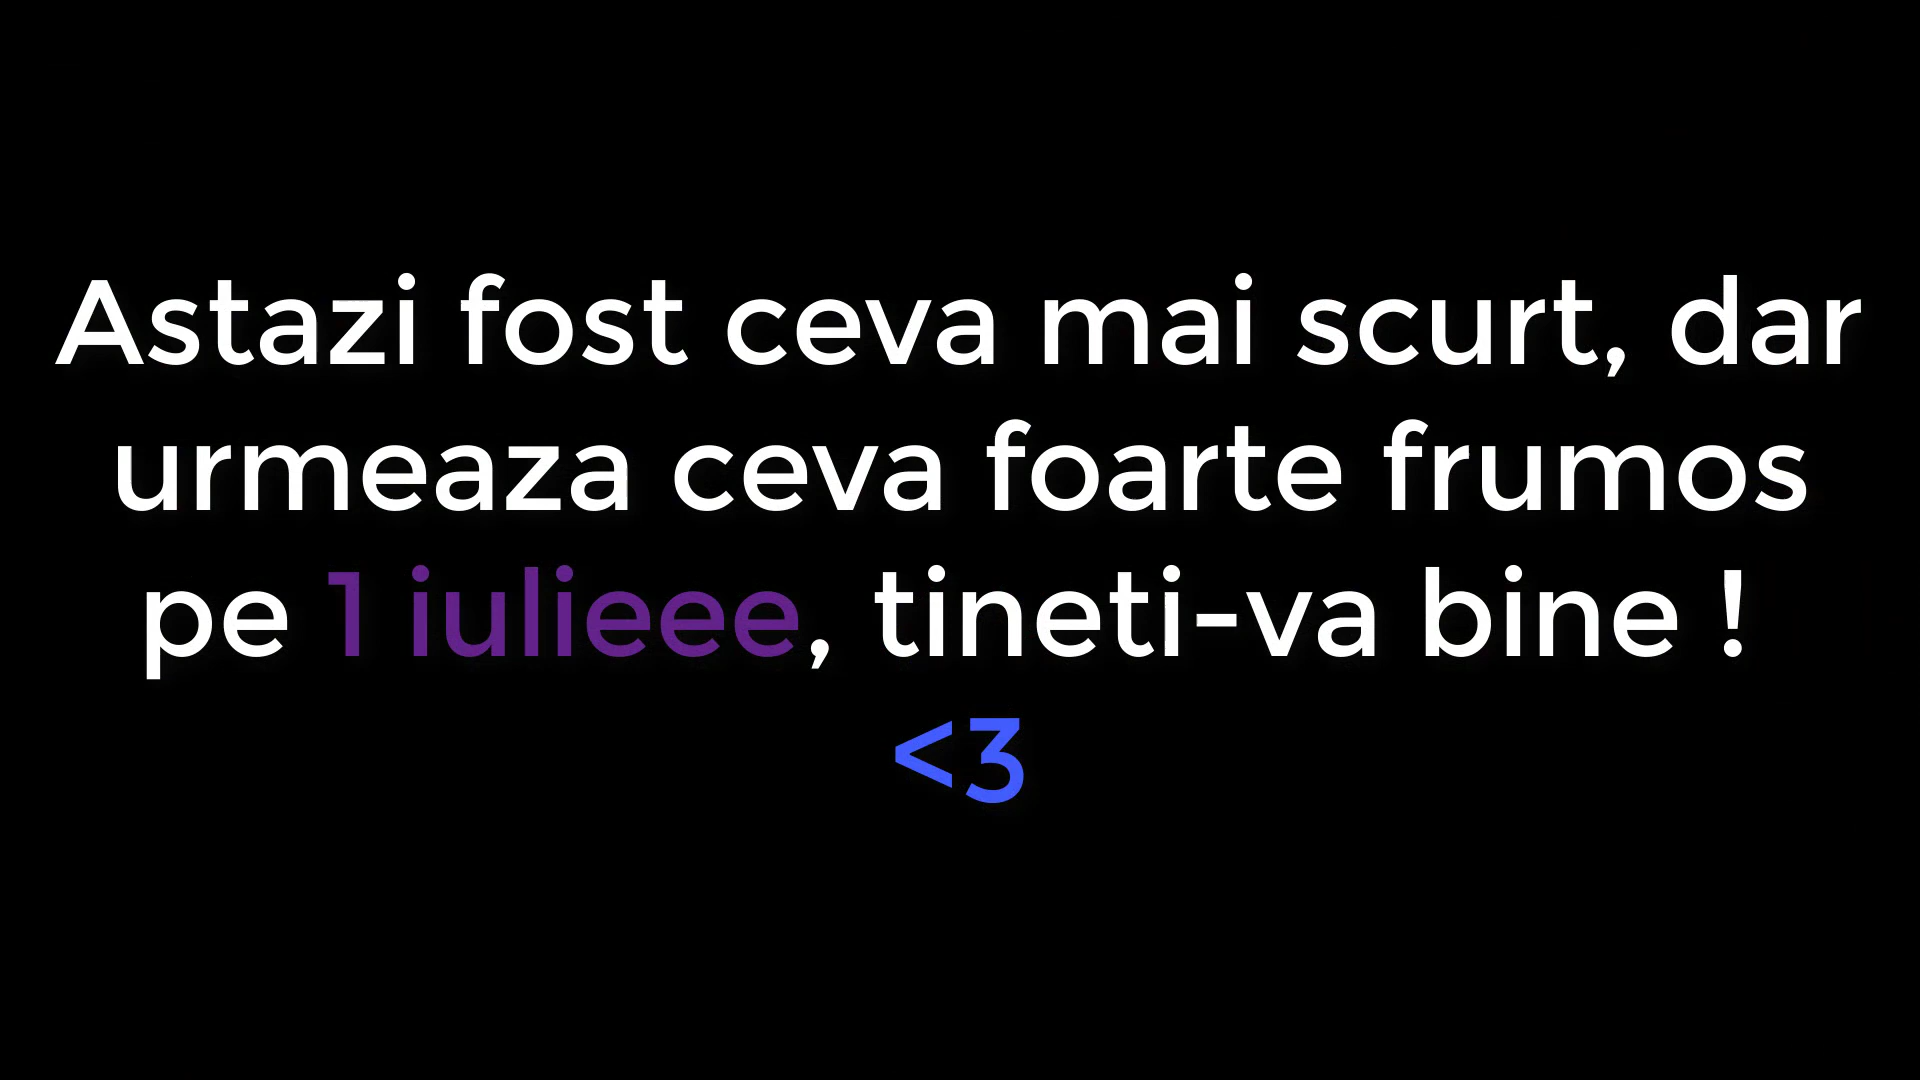 Astazi fost ceva mai scurt, dar
urmeaza ceva foarte frumos
pe 1 iulieee, tineti-va bine !
<3